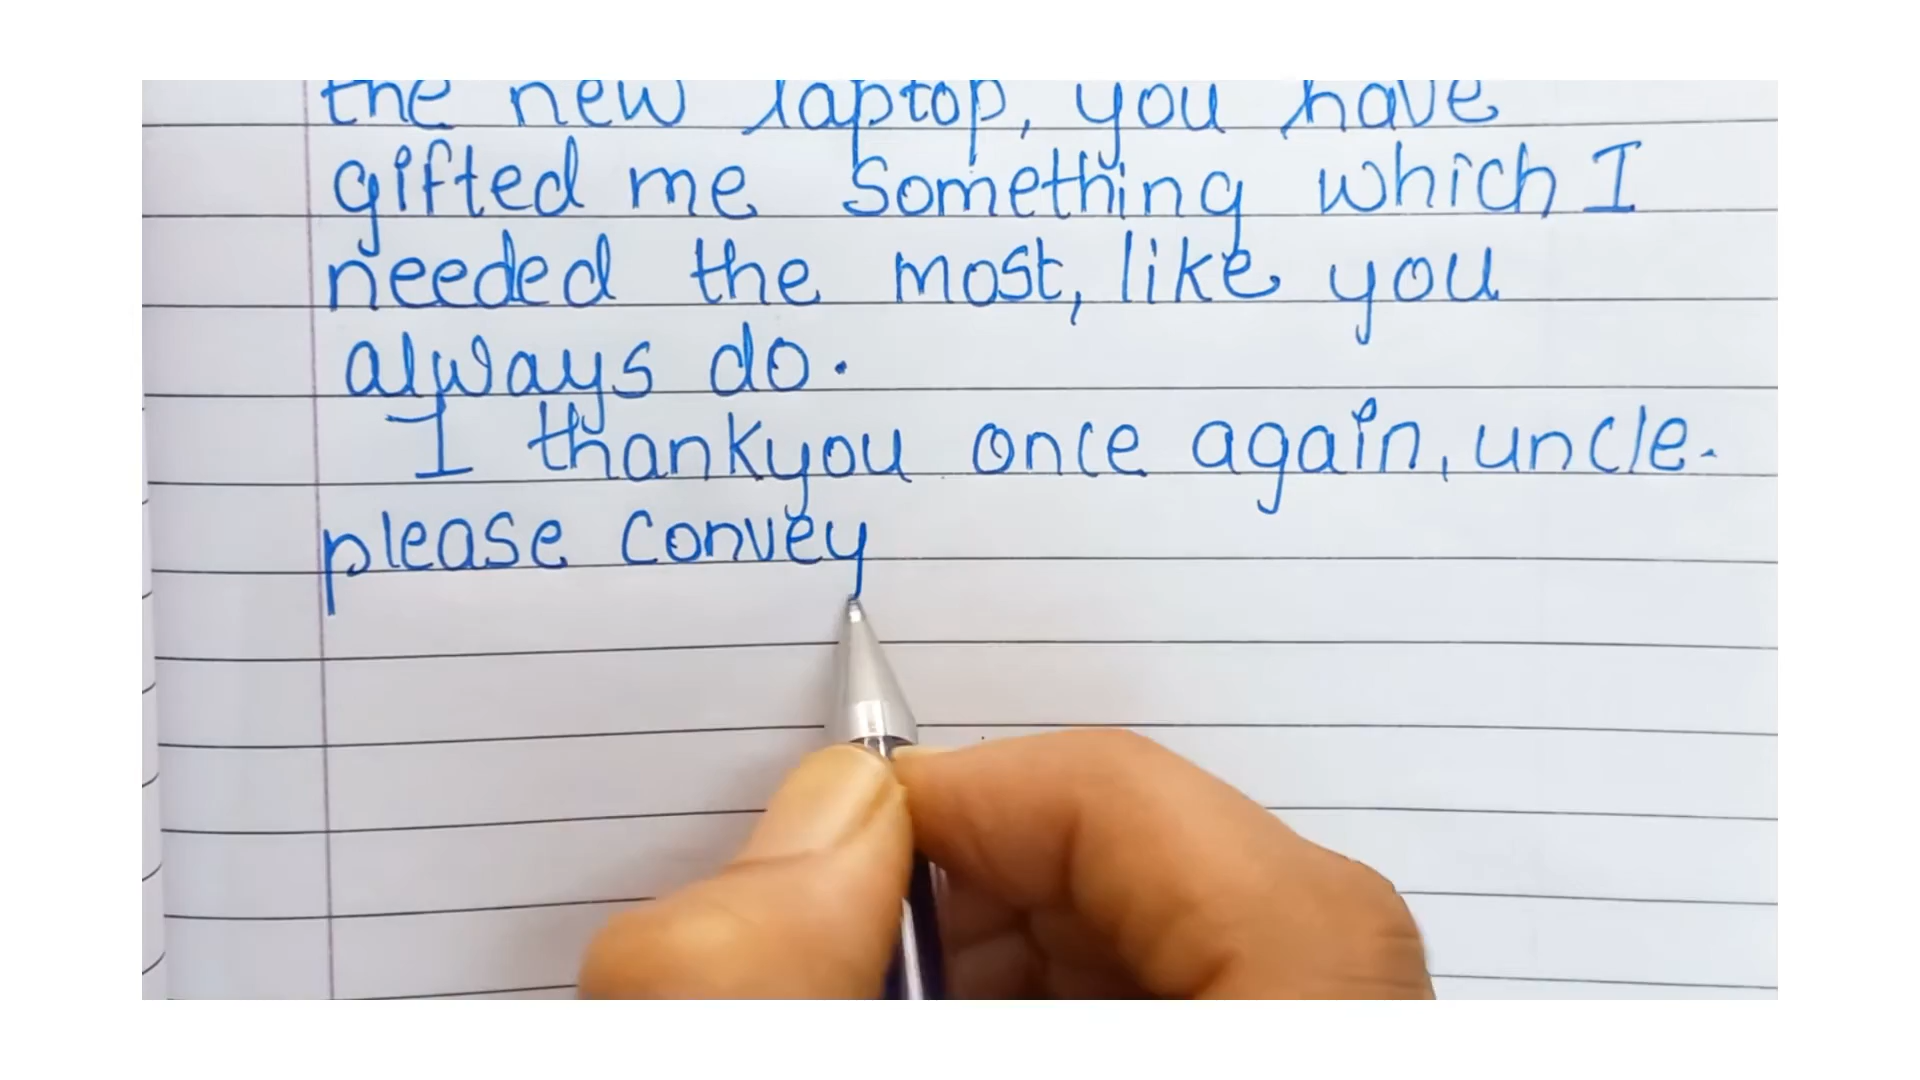 the new laptop, you have
gifted me something which I
needed the most, like you
always do.
I thankyou once again, uncle.
please convey